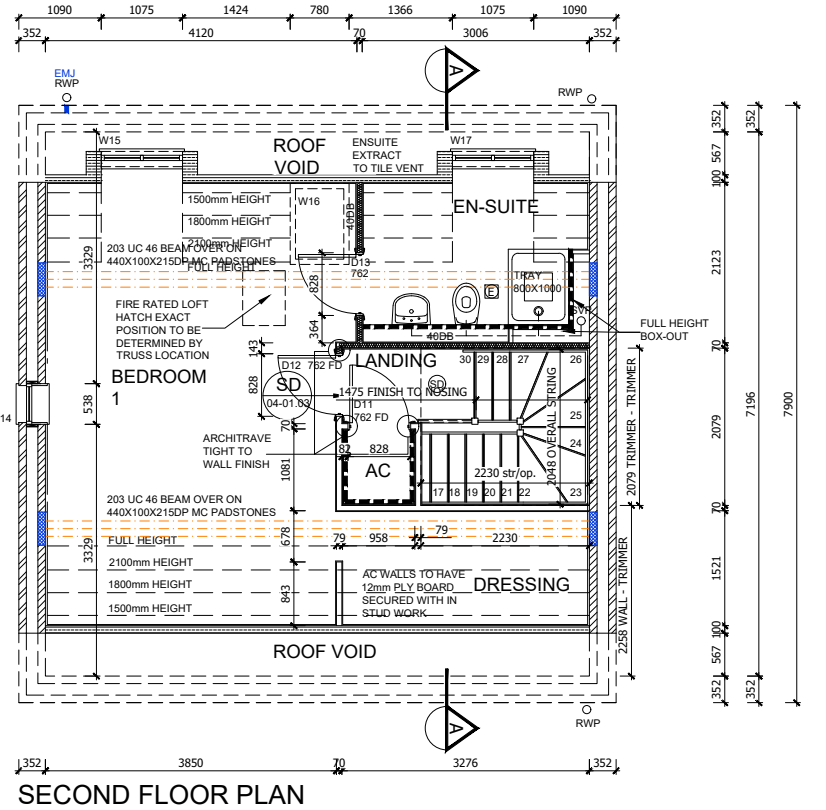 1090 1075 1424 780 1366 1075 1090
352 4120 70 3006 352
EMJ
RWP
RWP
A
W15
ROOF
VOID
ENSUITE
EXTRACT
TO TILE VENT
W17
352 352
567
100
1500mm HEIGHT
W16
40DB
EN-SUITE
1800mm HEIGHT
2100mm HEIGHT
203 UC 46 BEAM OVER ON
440X100X215DP MC PADSTONES
FULL HEIGHT
3329
D13
762
TRAY
800X1000
E
SVP
828
2123
FIRE RATED LOFT
HATCH EXACT
POSITION TO BE
DETERMINED BY
TRUSS LOCATION
364
40DB
FULL HEIGHT
BOX-OUT
143
70
BEDROOM
1
D12 762 FD
LANDING
30 29 28 27 26
SD
04-01.03
SD
1475 FINISH TO NOSING
828
D11
762 FD
538
14
70
25
24
2048 OVERALL STRING
2079 TRIMMER - TRIMMER
2079
7196
7900
ARCHITRAVE
TIGHT TO
WALL FINISH
82 828
1081
AC
2230 str/op.
17 18 19 20 21 22 23
203 UC 46 BEAM OVER ON
440X100X215DP MC PADSTONES
70
79
678
79 958 2230
FULL HEIGHT
3329
2100mm HEIGHT
1800mm HEIGHT
1500mm HEIGHT
843
AC WALLS TO HAVE
12mm PLY BOARD
SECURED WITH IN
STUD WORK
DRESSING
2258 WALL - TRIMMER
1521
100
ROOF VOID
567
352 352
A
RWP
352 3850 70 3276 352
SECOND FLOOR PLAN